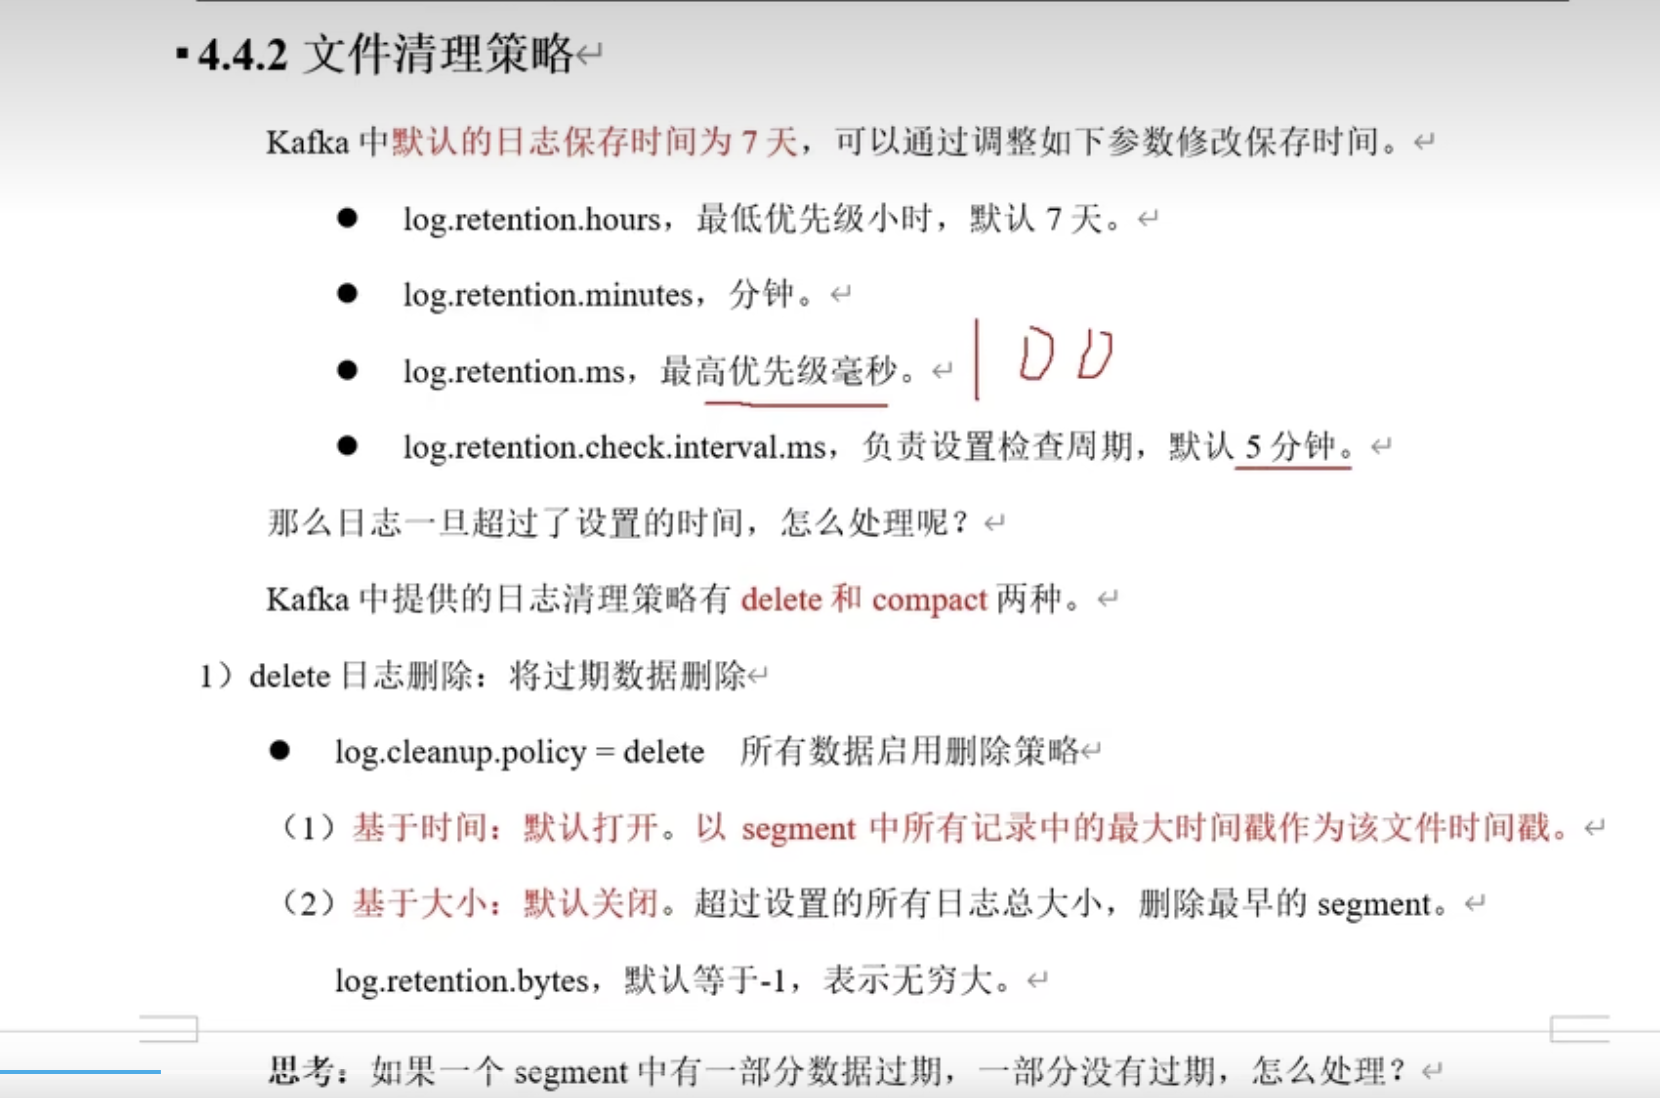 ▪4.4.2 文件清理策略↵
Kafka 中默认的日志保存时间为 7 天，可以通过调整如下参数修改保存时间。↵
● log.retention.hours，最低优先级小时，默认 7 天。↵
● log.retention.minutes，分钟。↵
● log.retention.ms，最高优先级毫秒。↵ 100
● log.retention.check.interval.ms，负责设置检查周期，默认 5 分钟。↵
那么日志一旦超过了设置的时间，怎么处理呢？↵
Kafka 中提供的日志清理策略有 delete 和 compact 两种。↵
1）delete 日志删除：将过期数据删除↵
● log.cleanup.policy = delete 所有数据启用删除策略↵
（1）基于时间：默认打开。以 segment 中所有记录中的最大时间戳作为该文件时间戳。↵
（2）基于大小：默认关闭。超过设置的所有日志总大小，删除最早的 segment。↵
log.retention.bytes，默认等于-1，表示无穷大。↵
思考：如果一个 segment 中有一部分数据过期，一部分没有过期，怎么处理？↵